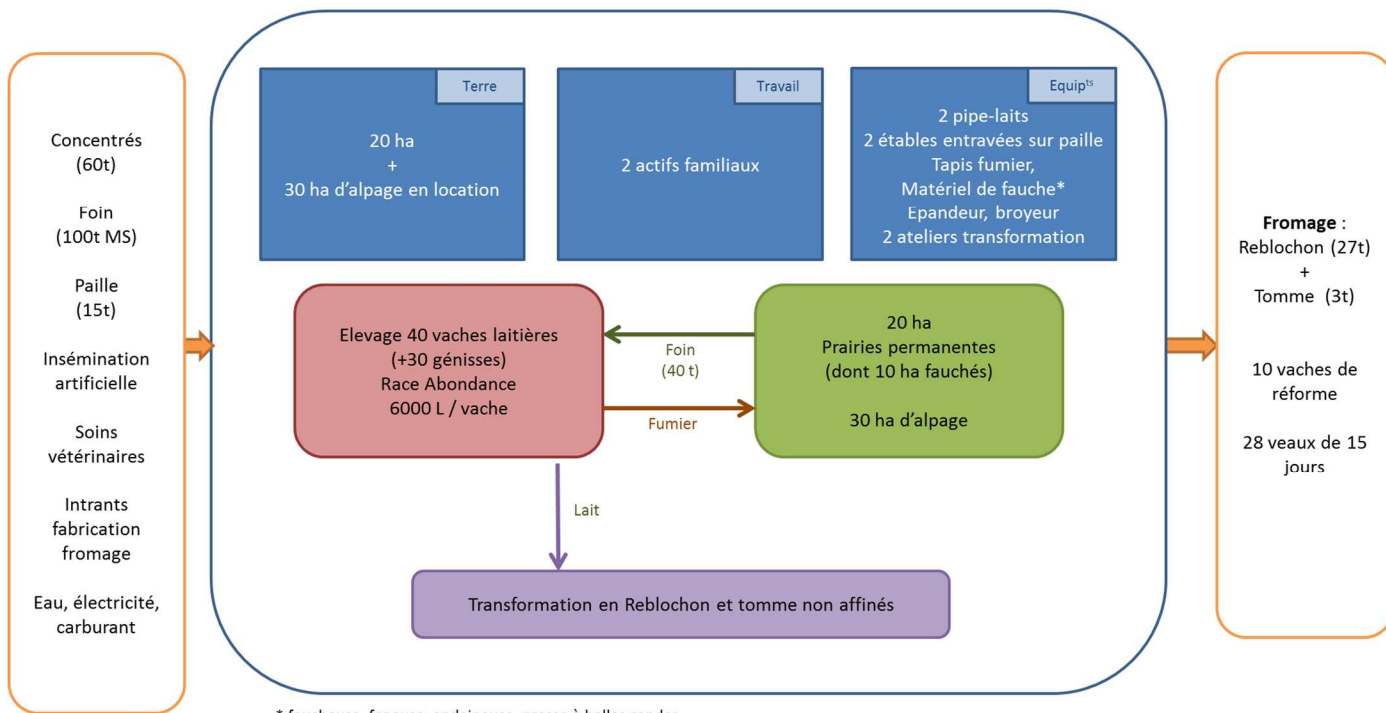 Concentrés
(60t)
Foin
(100t MS)
Paille
(15t)
Insémination
artificielle
Soins
vétérinaires
Intrants
fabrication
fromage
Eau, électricité,
carburant
Terre
20 ha
+
30 ha d'alpage en location
Travail
2 actifs familiaux
Equipts
2 pipe-laits
2 étables entravées sur paille
Tapis fumier,
Matériel de fauche*
Epandeur, broyeur
2 ateliers transformation
Elevage 40 vaches laitières
(+30 génisses)
Race Abondance
6000 L / vache
Foin
(40 t)
Fumier
20 ha
Prairies permanentes
(dont 10 ha fauchés)
30 ha d'alpage
Lait
Transformation en Reblochon et tomme non affinés
Fromage :
Reblochon (27t)
+
Tomme (3t)
10 vaches de
réforme
28 veaux de 15
jours